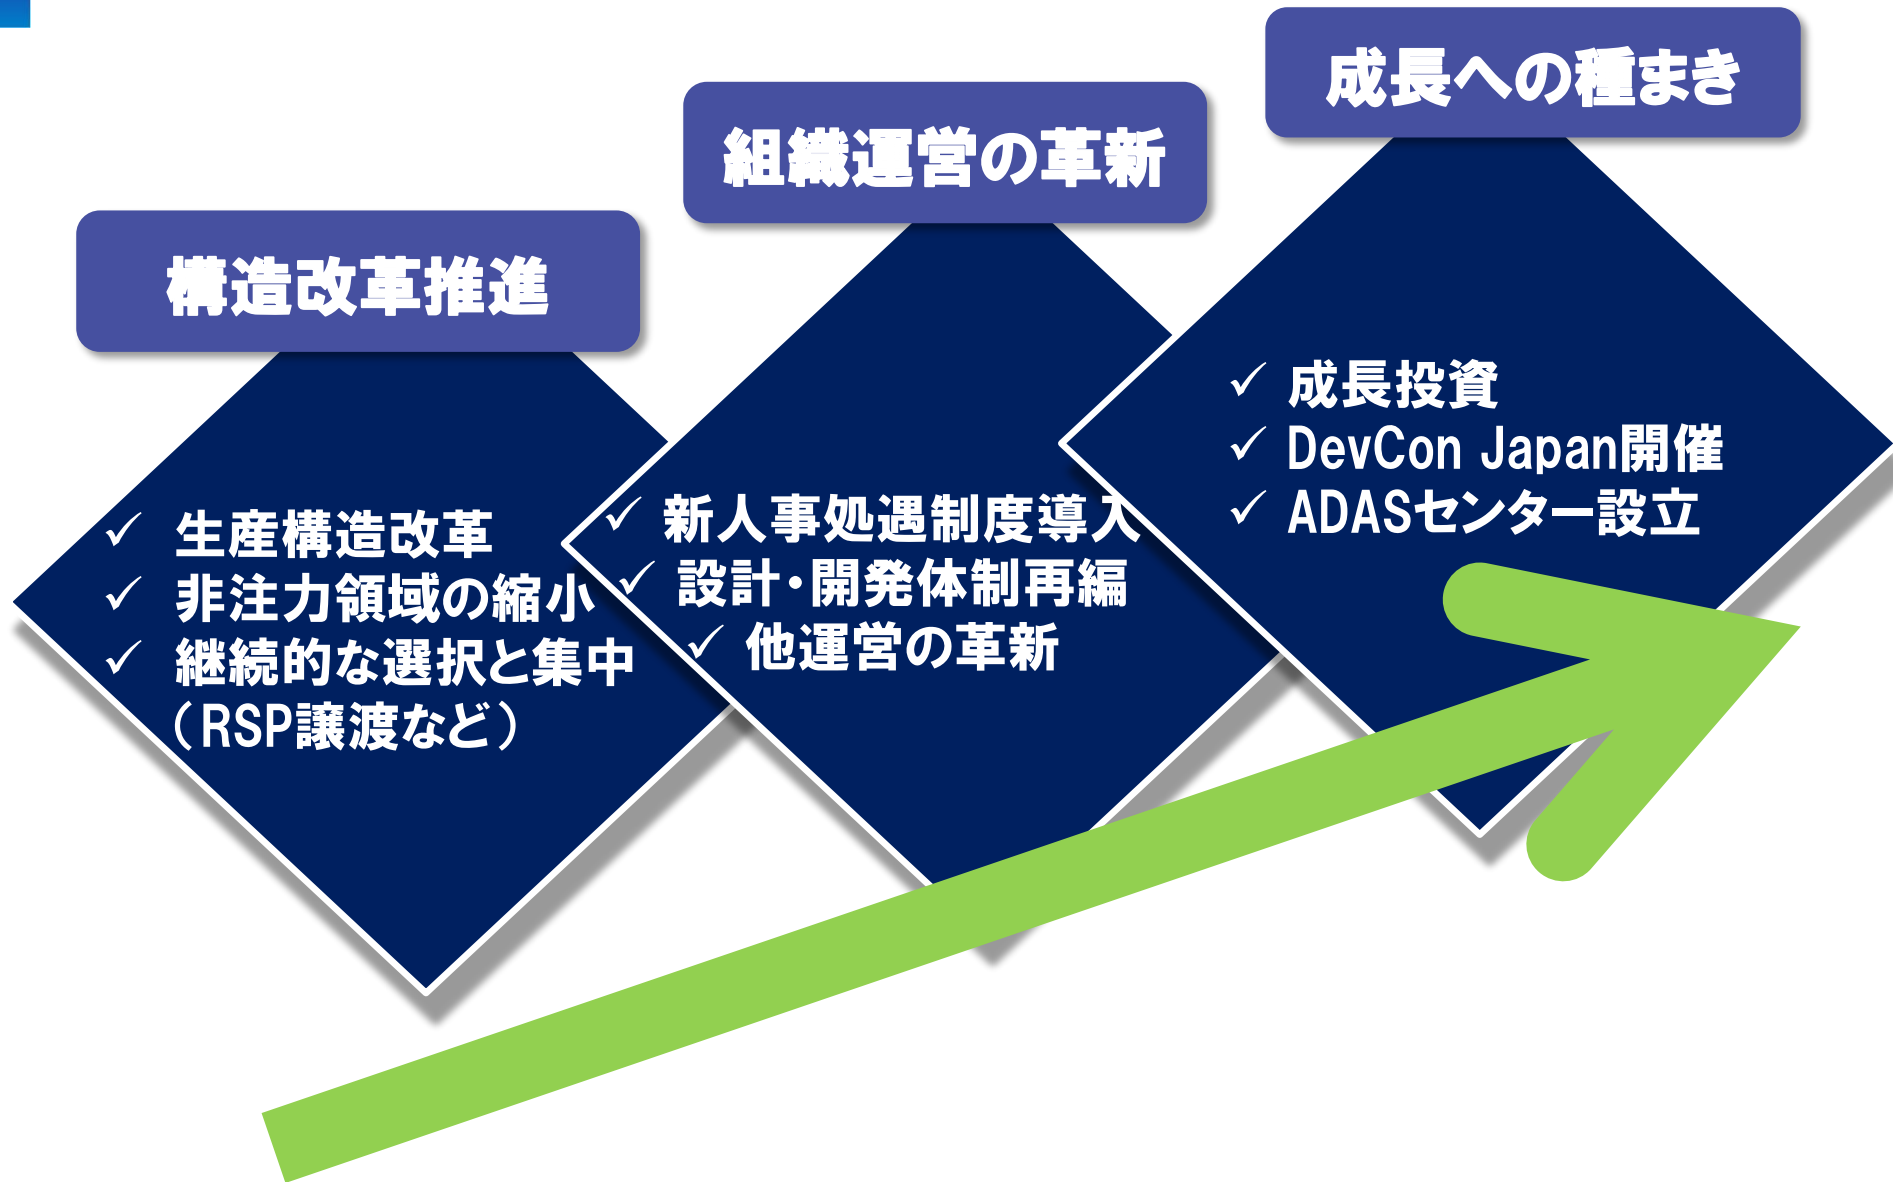 構造改革推進
✓ 生産構造改革
✓ 非注力領域の縮小
✓ 継続的な選択と集中
(RSP譲渡など)
組織運営の革新
✓ 新人事処遇制度導入
✓ 設計・開発体制再編
✓ 他運営の革新
成長への種まき
✓ 成長投資
✓ DevCon Japan開催
✓ ADASセンター設立